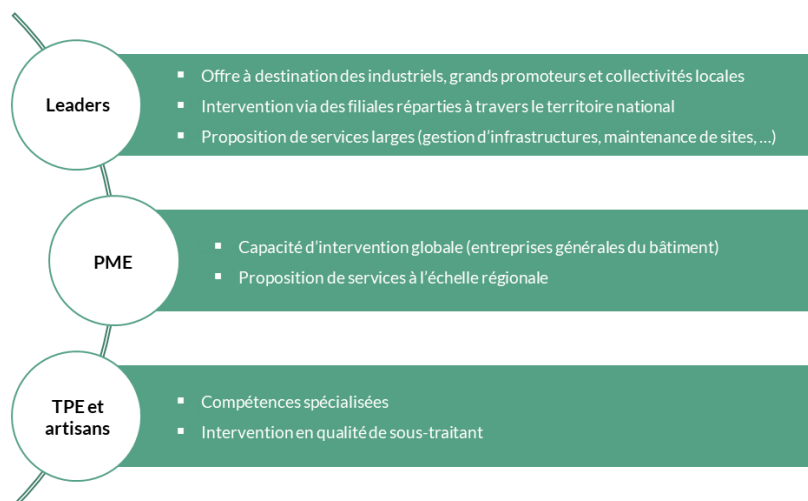 Leaders
▪ Offre à destination des industriels, grands promoteurs et collectivités locales
▪ Intervention via des filiales réparties à travers le territoire national
▪ Proposition de services larges (gestion d’infrastructures, maintenance de sites, …)
PME
▪ Capacité d’intervention globale (entreprises générales du bâtiment)
▪ Proposition de services à l’échelle régionale
TPE et
artisans
▪ Compétences spécialisées
▪ Intervention en qualité de sous-traitant